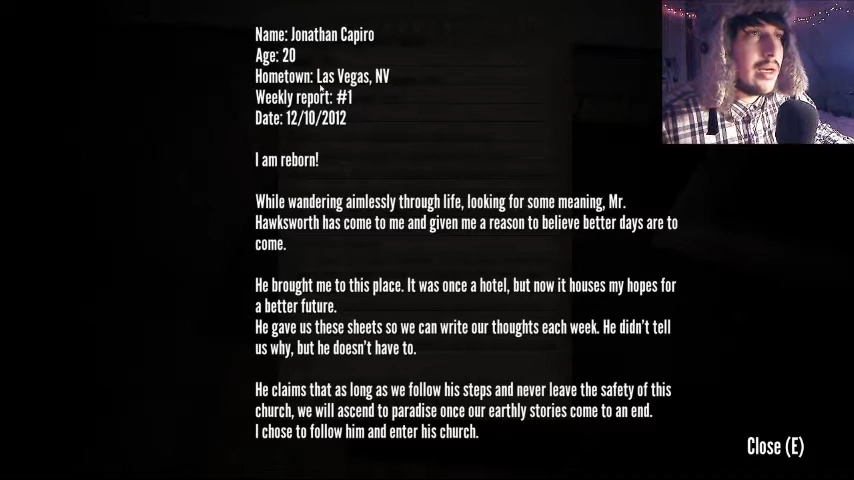 Name: Jonathan Capiro
Age: 20
Hometown: Las Vegas, NV
Weekly report: #1
Date: 12/10/2012
I am reborn!
While wandering aimlessly through life, looking for some meaning, Mr.
Hawksworth has come to me and given me a reason to believe better days are to
come.
He brought me to this place. It was once a hotel, but now it houses my hopes for
a better future.
He gave us these sheets so we can write our thoughts each week. He didn't tell
us why, but he doesn't have to.
He claims that as long as we follow his steps and never leave the safety of this
church, we will ascend to paradise once our earthly stories come to an end.
I chose to follow him and enter his church.
Close (E)